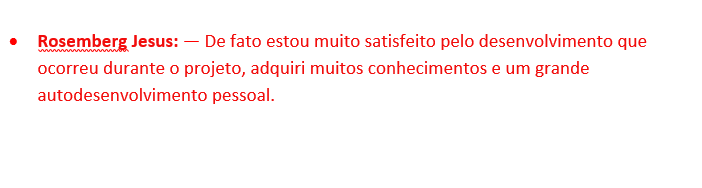 • Rosemberg Jesus: — De fato estou muito satisfeito pelo desenvolvimento que
ocorreu durante o projeto, adquiri muitos conhecimentos e um grande
autodesenvolvimento pessoal.